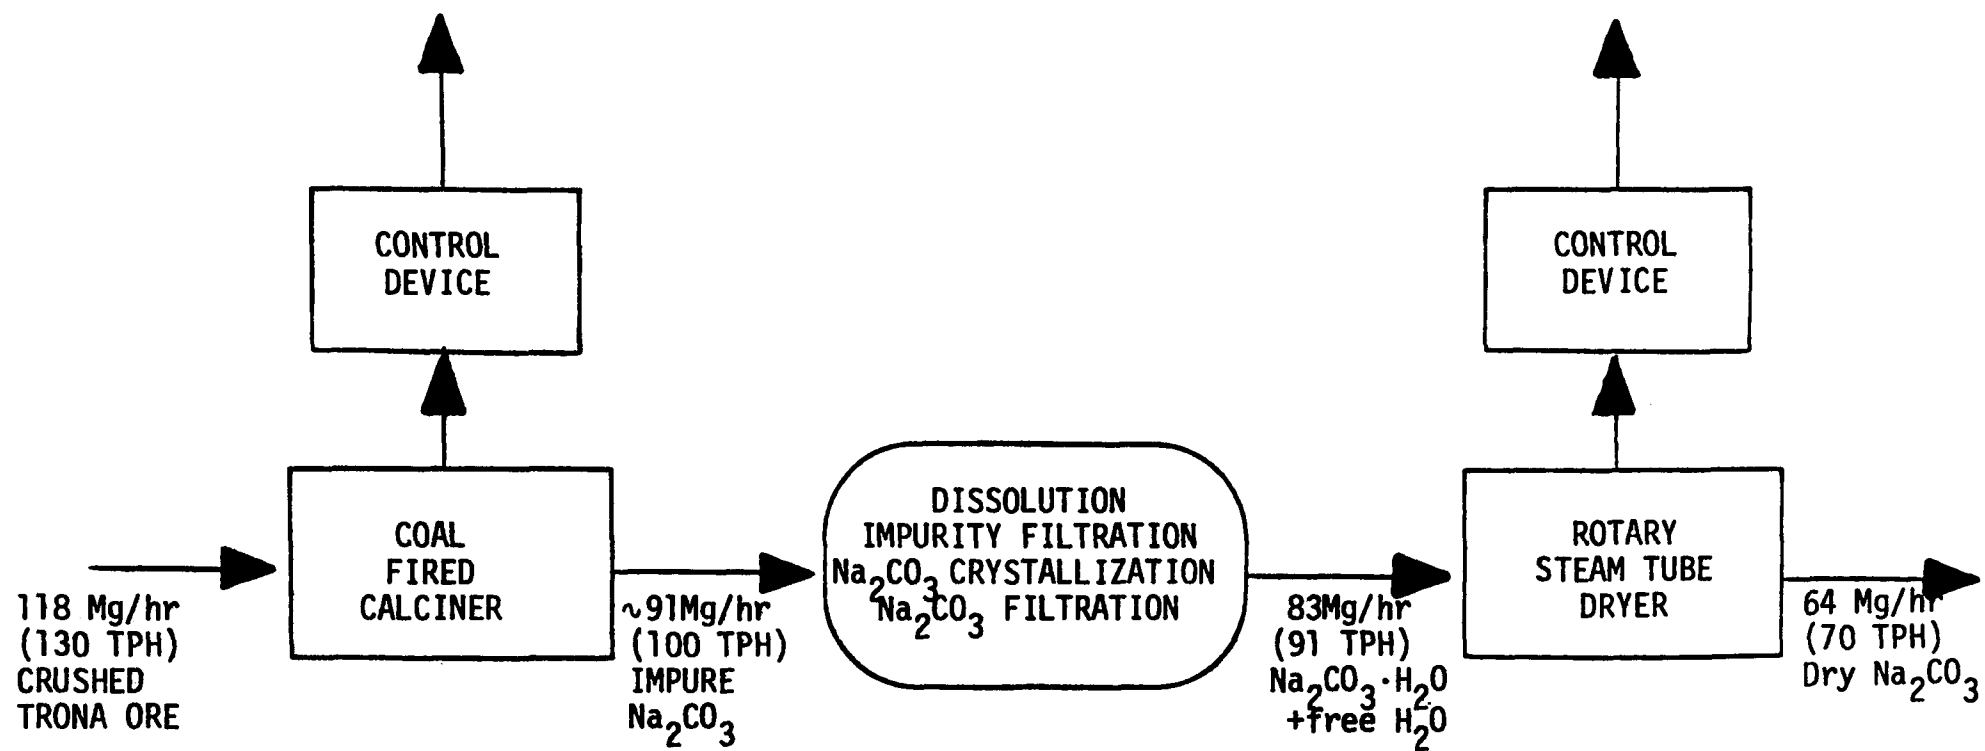 CONTROL
DEVICE
CONTROL
DEVICE
COAL
FIRED
CALCINER
DISSOLUTION
IMPURITY FILTRATION
Na₂CO₃ CRYSTALLIZATION
Na₂CO₃ FILTRATION
ROTARY
STEAM TUBE
DRYER
118 Mg/hr
(130 TPH)
CRUSHED
TRONA ORE
~91Mg/hr
(100 TPH)
IMPURE
Na₂CO₃
83Mg/hr
(91 TPH)
Na₂CO₃·H₂O
+free H₂O
64 Mg/hr
(70 TPH)
Dry Na₂CO₃